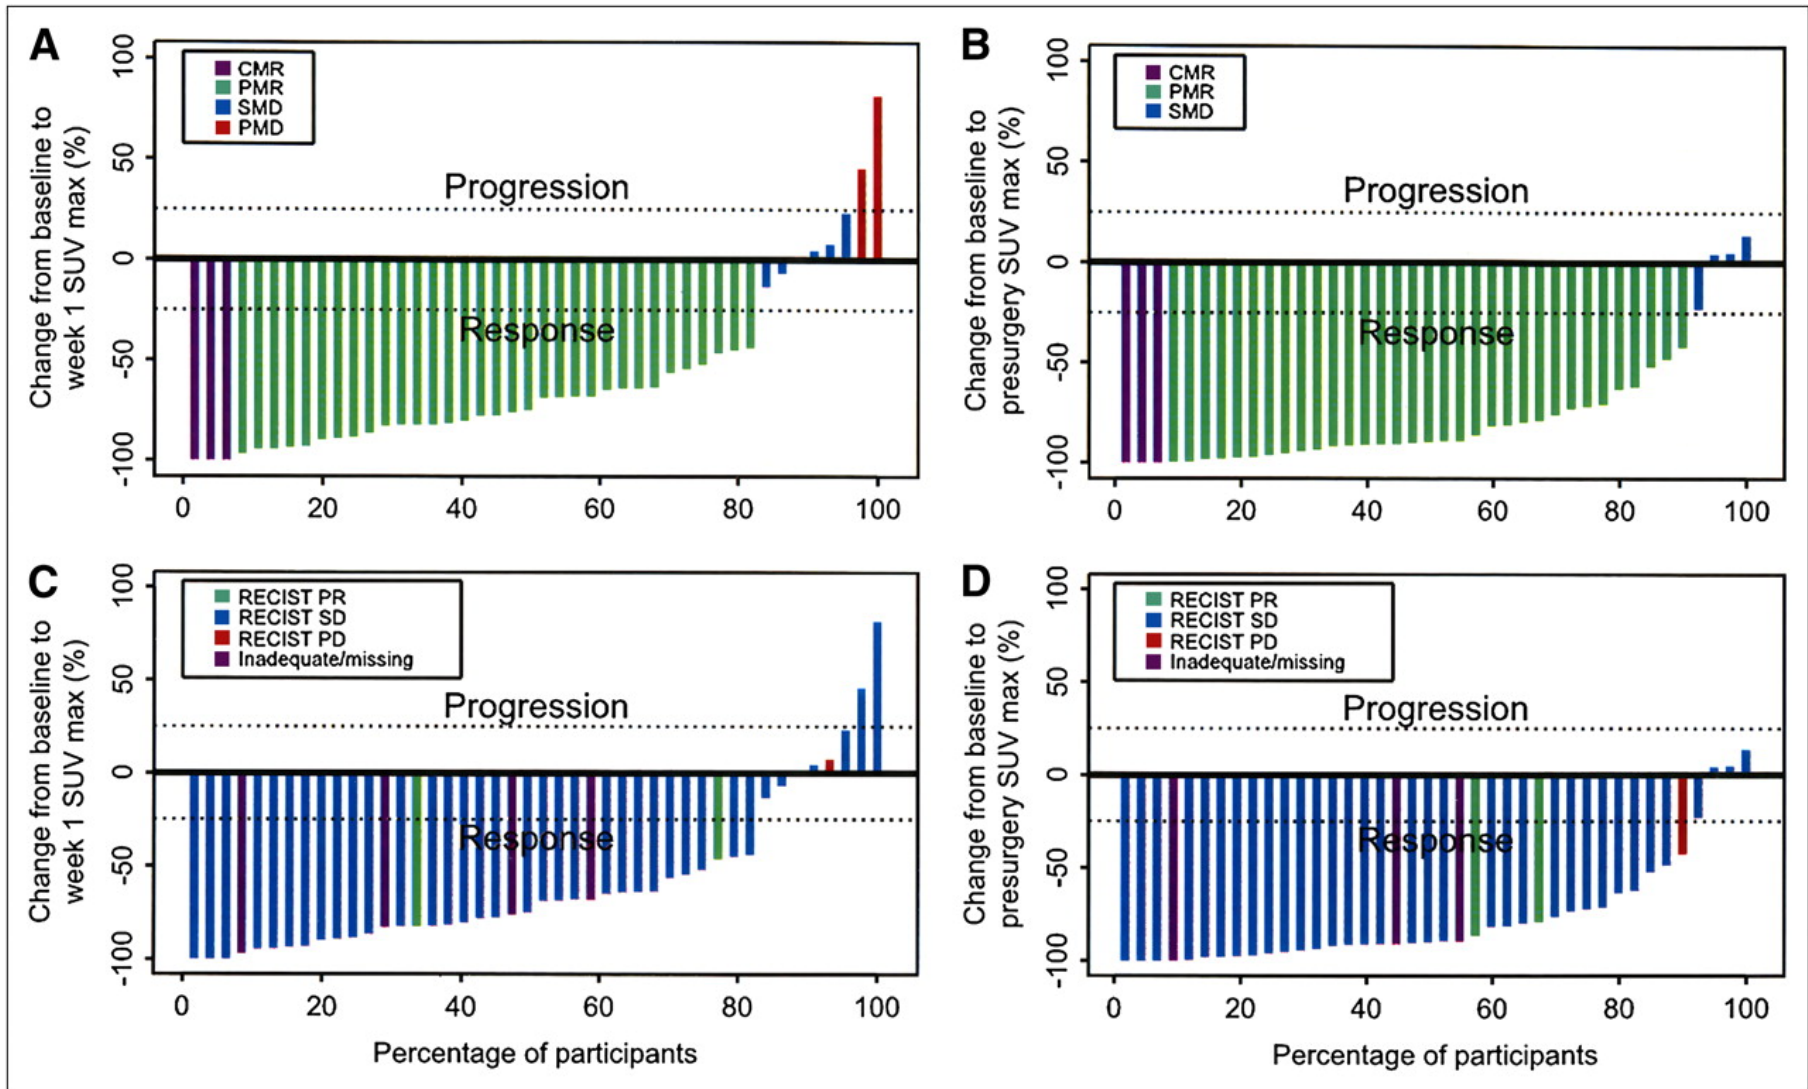 A
Change from baseline to
week 1 SUV max (%)
100
50
0
-50
-100
CMR
PMR
SMD
PMD
Progression
Response
0 20 40 60 80 100
B
Change from baseline to
presurgery SUV max (%)
100
50
0
-50
-100
CMR
PMR
SMD
Progression
Response
0 20 40 60 80 100
C
Change from baseline to
week 1 SUV max (%)
100
50
0
-50
-100
RECIST PR
RECIST SD
RECIST PD
Inadequate/missing
Progression
Response
0 20 40 60 80 100
Percentage of participants
D
Change from baseline to
presurgery SUV max (%)
100
50
0
-50
-100
RECIST PR
RECIST SD
RECIST PD
Inadequate/missing
Progression
Response
0 20 40 60 80 100
Percentage of participants